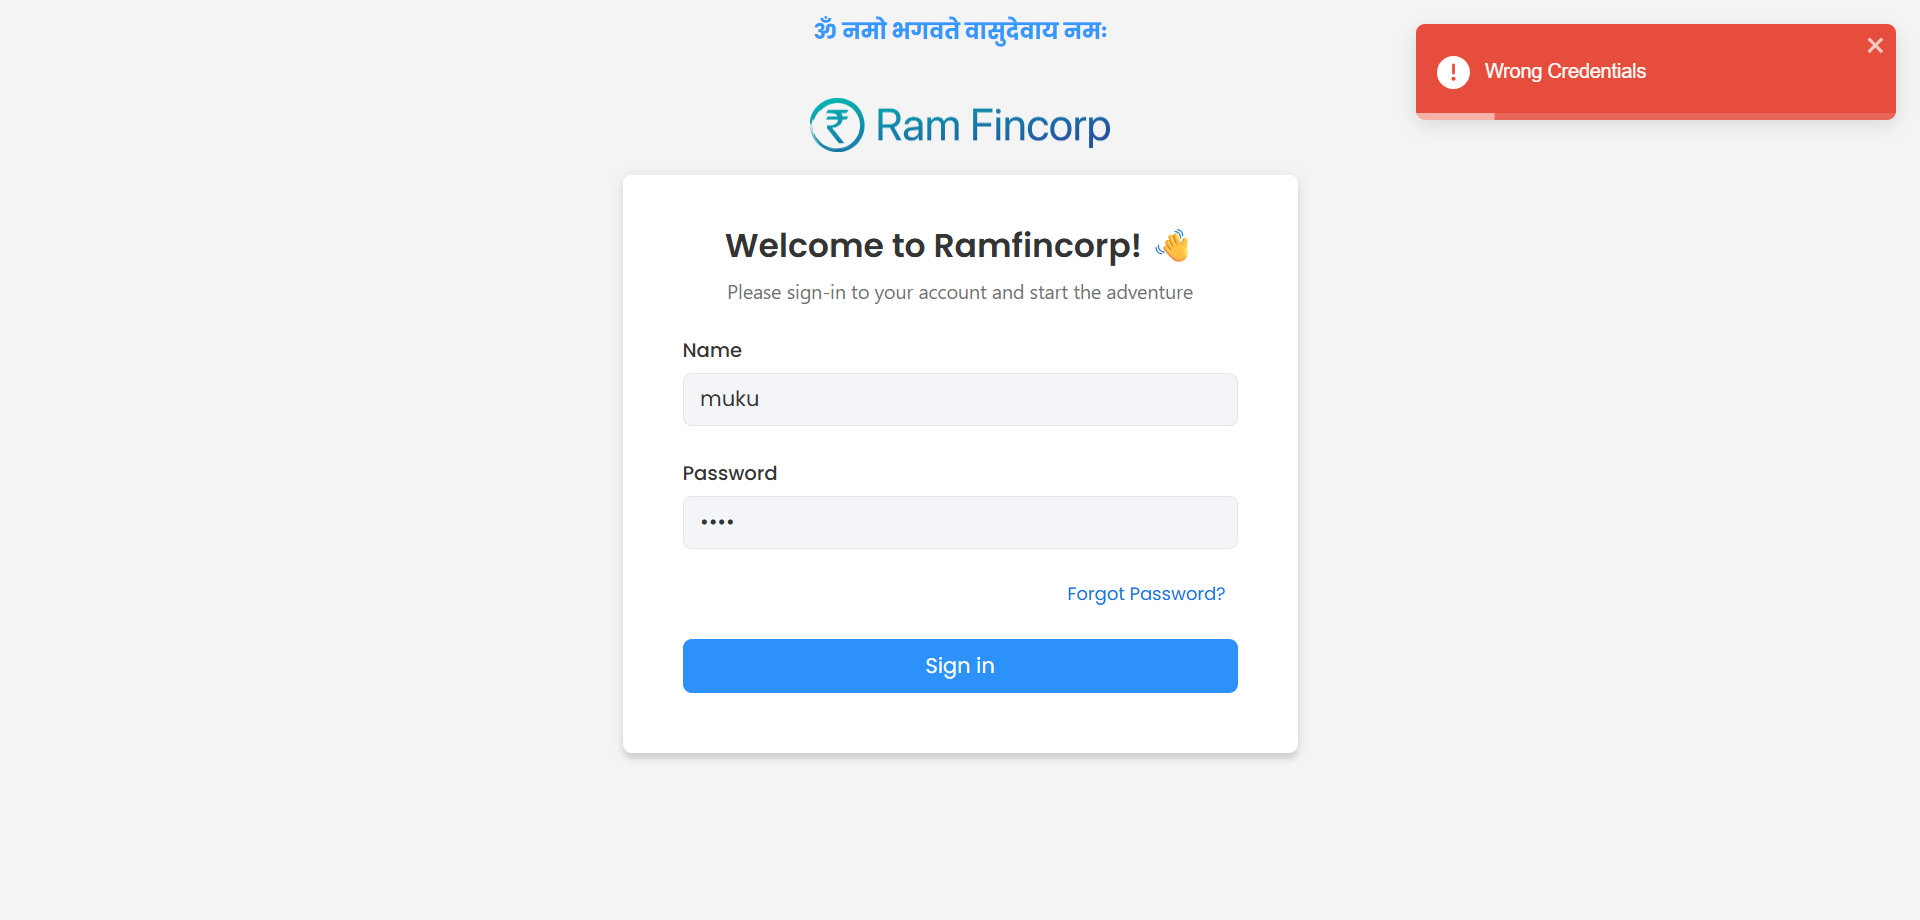 ॐ नमो भगवते वासुदेवाय नमः
Wrong Credentials
Ram Fincorp
Welcome to Ramfincorp! 👋
Please sign-in to your account and start the adventure
Name
muku
Password
••••
Forgot Password?
Sign in